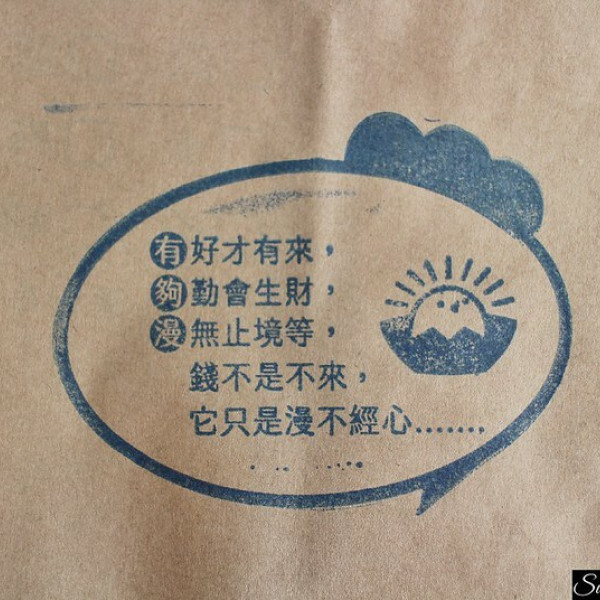 有好才有來，
夠勤會生財，
漫無止境等，
錢不是不來，
它只是漫不經心.......